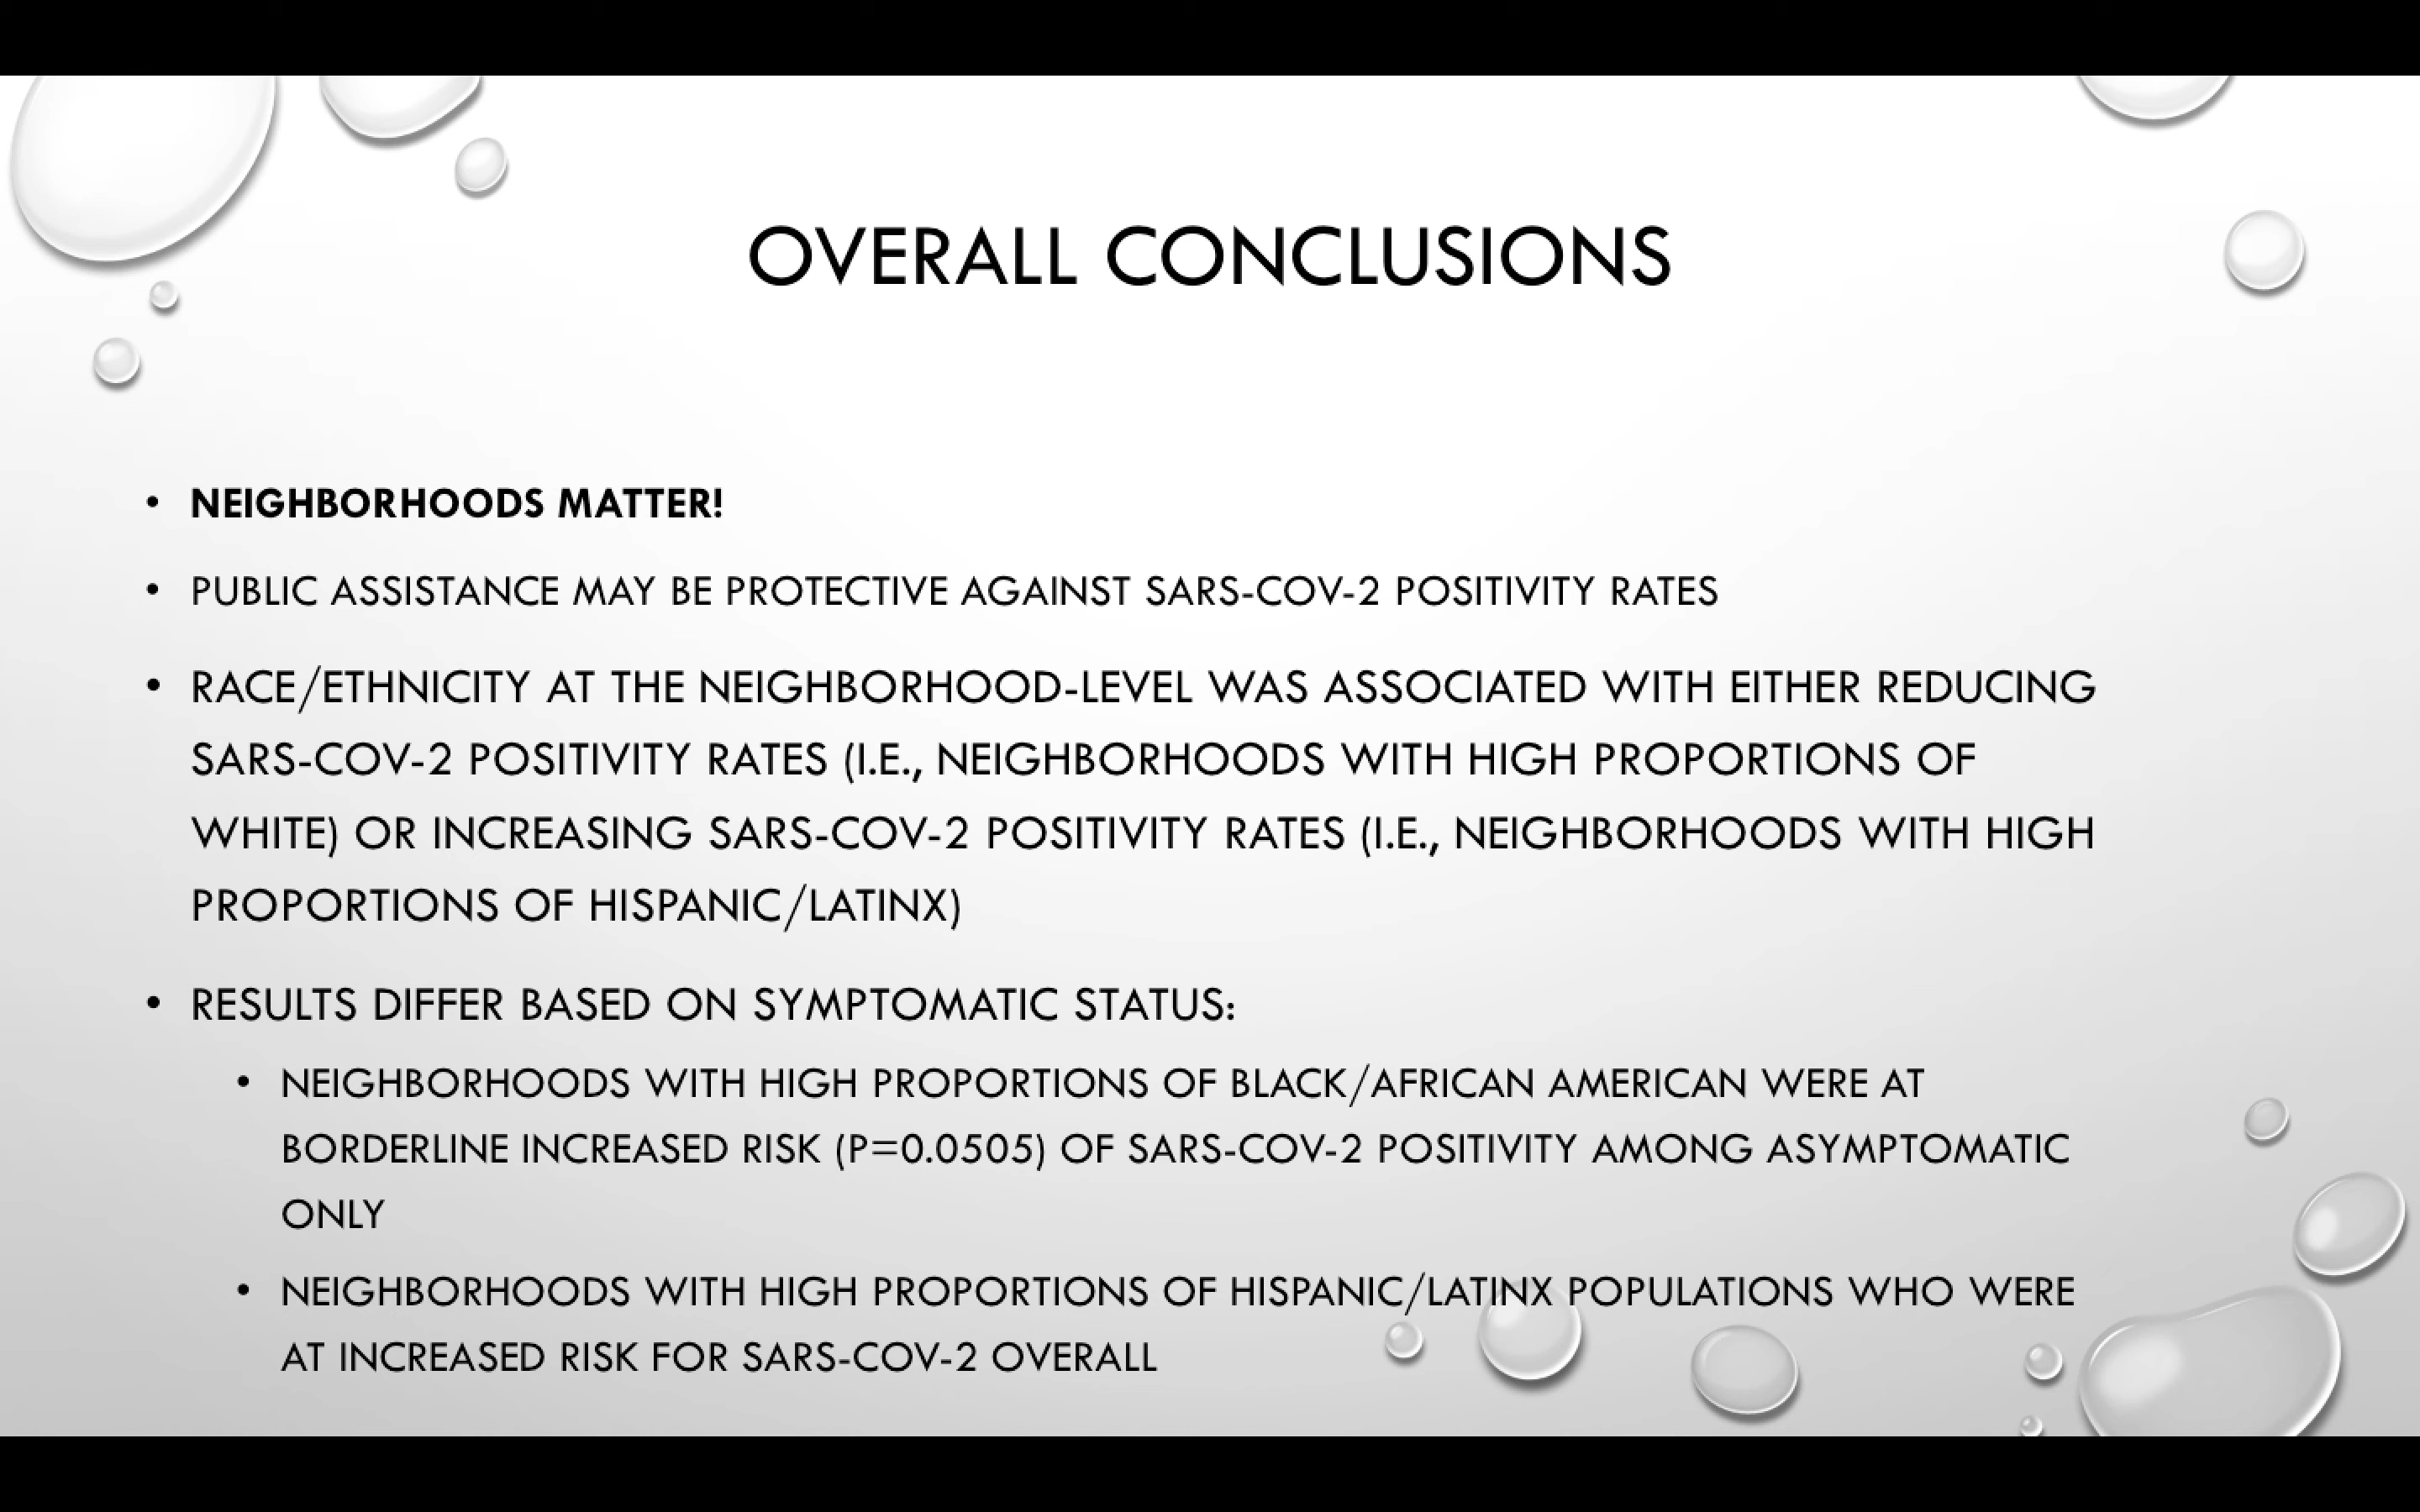 OVERALL CONCLUSIONS
• NEIGHBORHOODS MATTER!
• PUBLIC ASSISTANCE MAY BE PROTECTIVE AGAINST SARS-COV-2 POSITIVITY RATES
• RACE/ETHNICITY AT THE NEIGHBORHOOD-LEVEL WAS ASSOCIATED WITH EITHER REDUCING
SARS-COV-2 POSITIVITY RATES (I.E., NEIGHBORHOODS WITH HIGH PROPORTIONS OF
WHITE) OR INCREASING SARS-COV-2 POSITIVITY RATES (I.E., NEIGHBORHOODS WITH HIGH
PROPORTIONS OF HISPANIC/LATINX)
• RESULTS DIFFER BASED ON SYMPTOMATIC STATUS:
• NEIGHBORHOODS WITH HIGH PROPORTIONS OF BLACK/AFRICAN AMERICAN WERE AT
BORDERLINE INCREASED RISK (P=0.0505) OF SARS-COV-2 POSITIVITY AMONG ASYMPTOMATIC
ONLY
• NEIGHBORHOODS WITH HIGH PROPORTIONS OF HISPANIC/LATINX POPULATIONS WHO WERE
AT INCREASED RISK FOR SARS-COV-2 OVERALL